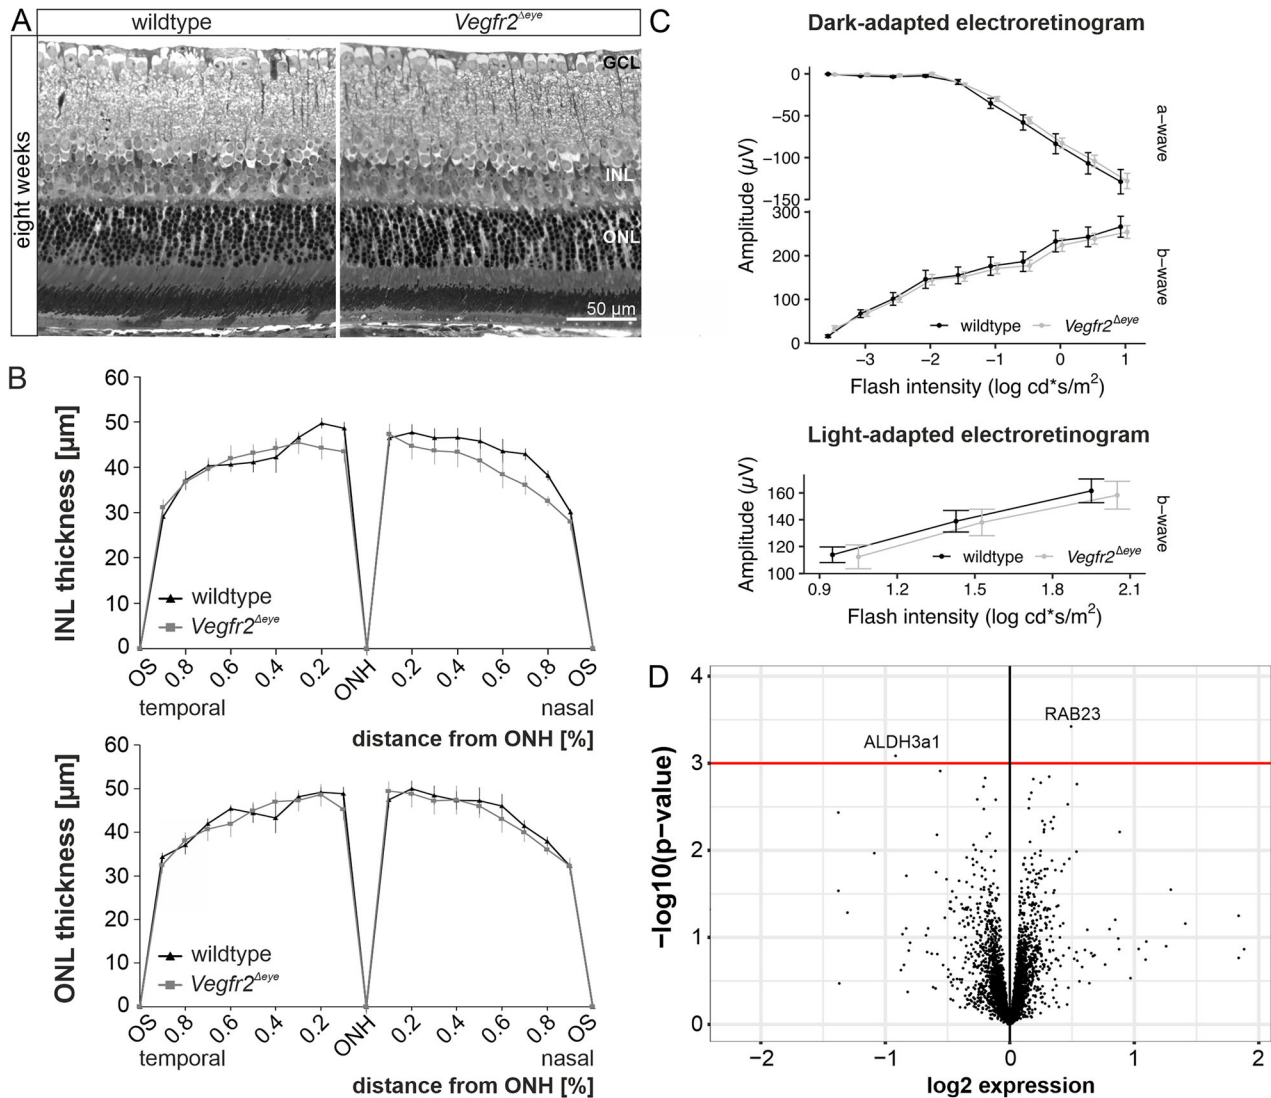 A
wildtype
Vegfr2Δeye
eight weeks
GCL
INL
ONL
50 µm
B
INL thickness [µm]
60
50
40
30
20
10
0
wildtype
Vegfr2Δeye
OS
0.8
0.6
0.4
0.2
ONH
0.2
0.4
0.6
0.8
OS
temporal
nasal
distance from ONH [%]
ONL thickness [µm]
60
50
40
30
20
10
0
wildtype
Vegfr2Δeye
OS
0.8
0.6
0.4
0.2
ONH
0.2
0.4
0.6
0.8
OS
temporal
nasal
distance from ONH [%]
C
Dark-adapted electroretinogram
Amplitude (µV)
0
−50
−100
−150
a−wave
300
200
100
0
b−wave
wildtype
Vegfr2Δeye
−3
−2
−1
0
1
Flash intensity (log cd*s/m2)
Light-adapted electroretinogram
Amplitude (µV)
160
140
120
100
b−wave
wildtype
Vegfr2Δeye
0.9
1.2
1.5
1.8
2.1
Flash intensity (log cd*s/m2)
D
−log10(p−value)
4
3
2
1
0
RAB23
ALDH3a1
−2
−1
0
1
2
log2 expression